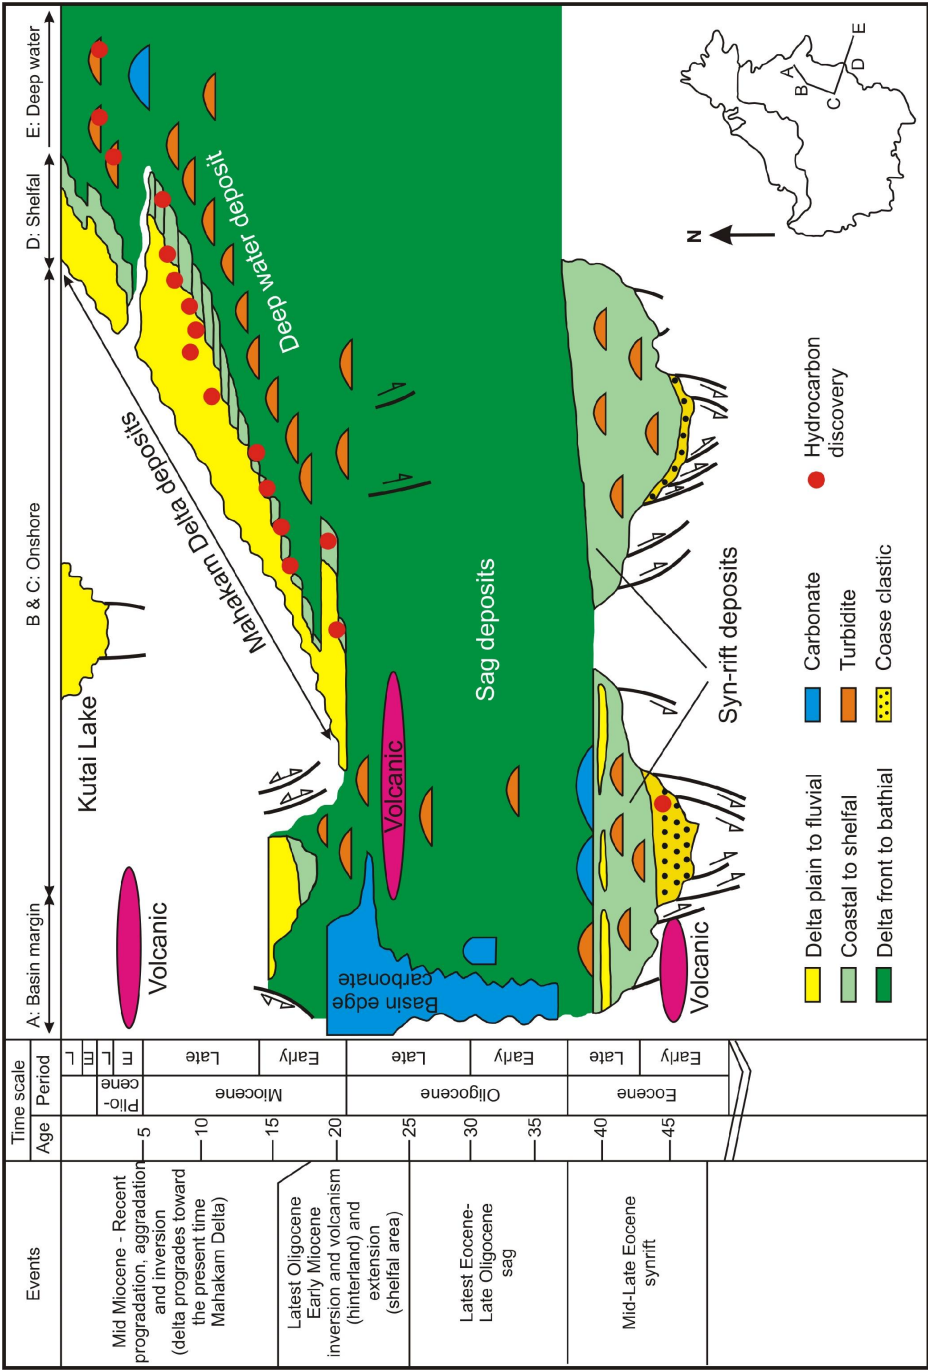 Events
Time scale
Age
Period
A: Basin margin
B & C: Onshore
D: Shelfal
E: Deep water
Mid Miocene - Recent
progradation, aggradation
and inversion
(delta progrades toward
the present time
Mahakam Delta)
Latest Oligocene
Early Miocene
inversion and volcanism
(hinterland) and
extension
(shelfal area)
Latest Eocene-
Late Oligocene
sag
Mid-Late Eocene
synrift
5
10
15
20
25
30
35
40
45
Plio-
cene
Miocene
Oligocene
Eocene
L
E
L
E
Late
Early
Late
Early
Late
Early
Volcanic
Kutai Lake
Mahakam Delta deposits
Deep water deposit
Basin edge
carbonate
Volcanic
Sag deposits
Volcanic
Syn-rift deposits
Delta plain to fluvial
Coastal to shelfal
Delta front to bathial
Carbonate
Turbidite
Coase clastic
Hydrocarbon
discovery
N
A
B
C
D
E